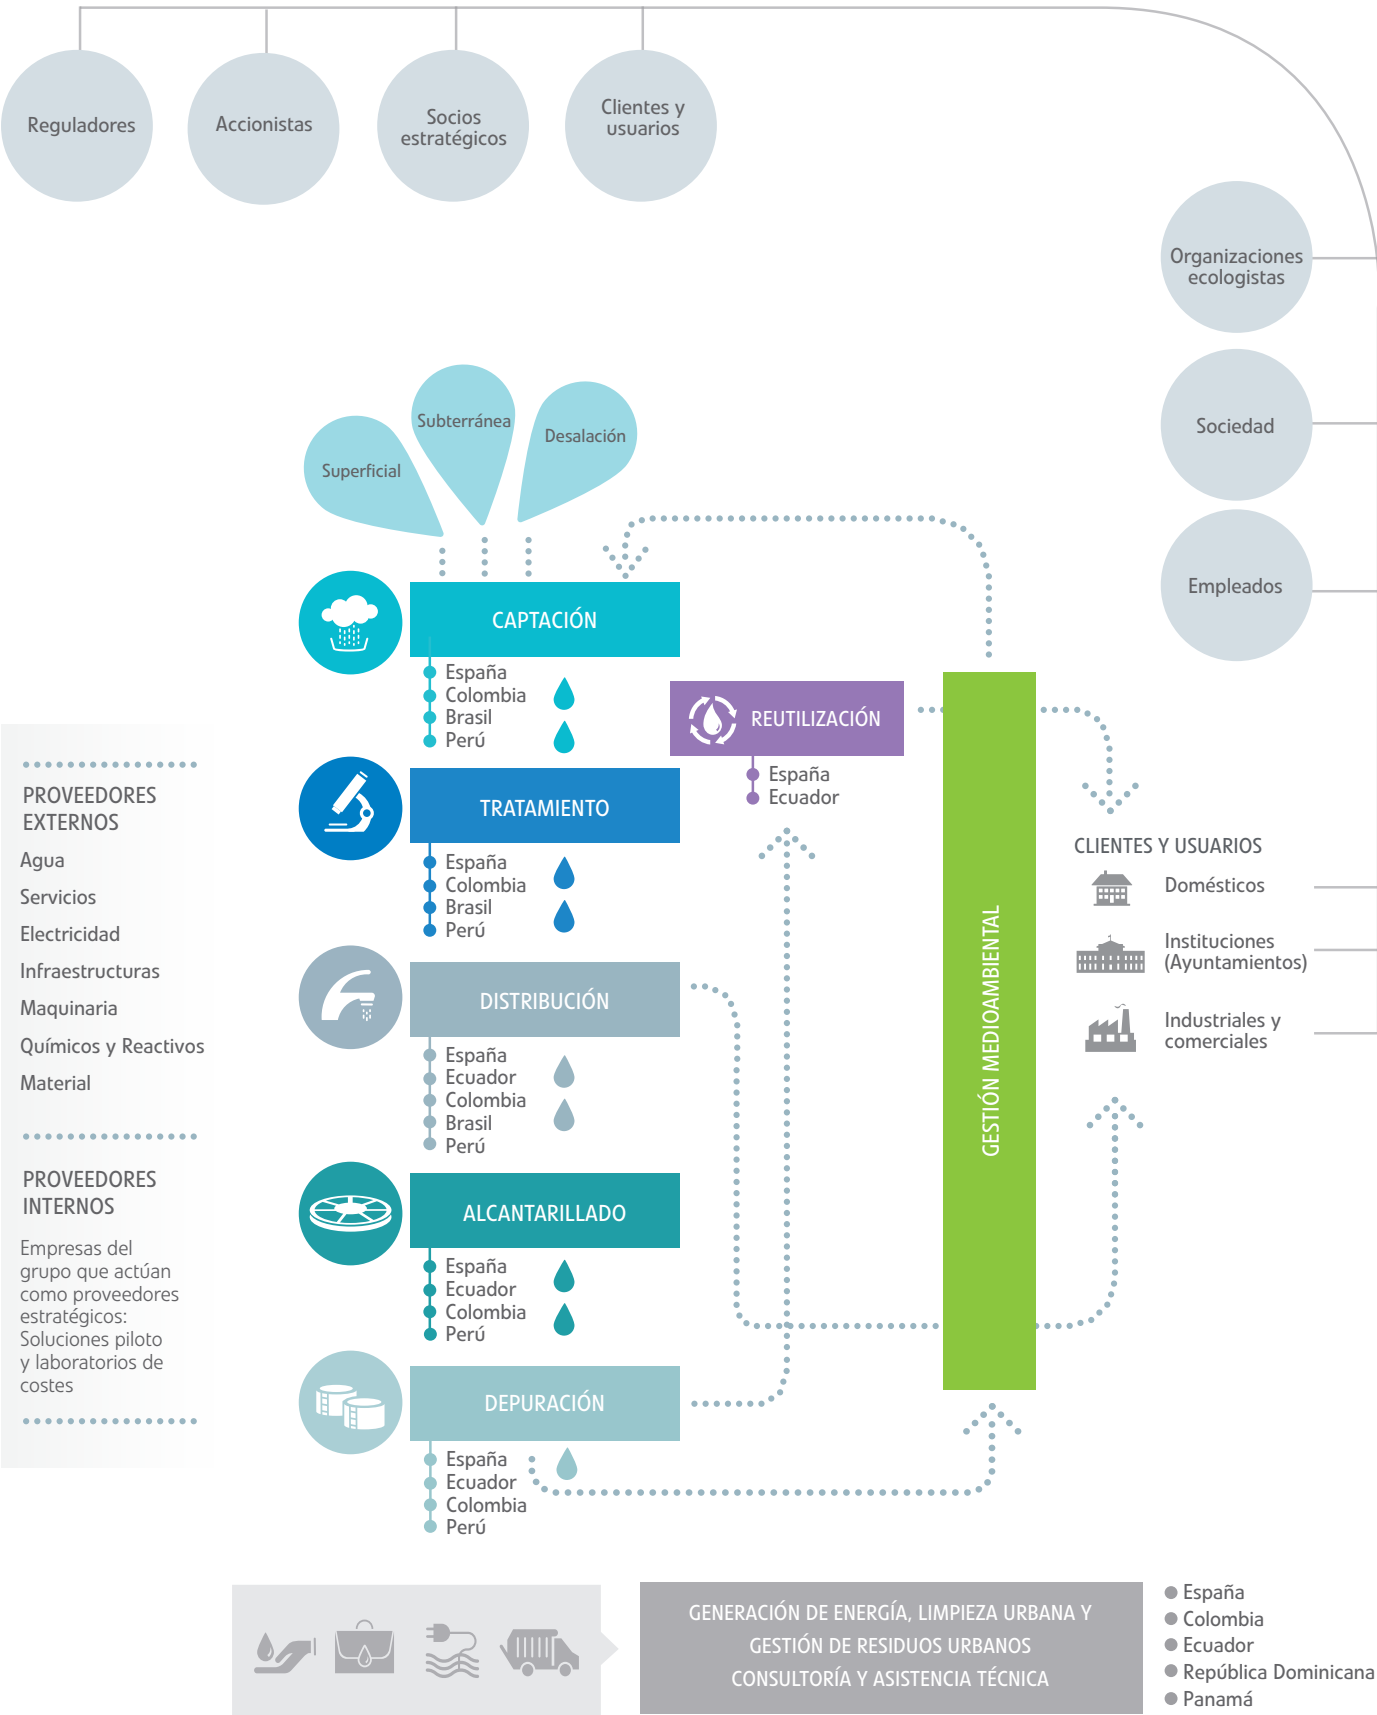 Reguladores
Accionistas
Socios
estratégicos
Clientes y
usuarios
Organizaciones
ecologistas
Sociedad
Empleados
Superficial
Subterránea
Desalación
CAPTACIÓN
España
Colombia
Brasil
Perú
REUTILIZACIÓN
España
Ecuador
TRATAMIENTO
España
Colombia
Brasil
Perú
DISTRIBUCIÓN
España
Ecuador
Colombia
Brasil
Perú
ALCANTARILLADO
España
Ecuador
Colombia
Perú
DEPURACIÓN
España
Ecuador
Colombia
Perú
PROVEEDORES
EXTERNOS
Agua
Servicios
Electricidad
Infraestructuras
Maquinaria
Químicos y Reactivos
Material
PROVEEDORES
INTERNOS
Empresas del
grupo que actúan
como proveedores
estratégicos:
Soluciones piloto
y laboratorios de
costes
GESTIÓN MEDIOAMBIENTAL
CLIENTES Y USUARIOS
Domésticos
Instituciones
(Ayuntamientos)
Industriales y
comerciales
GENERACIÓN DE ENERGÍA, LIMPIEZA URBANA Y
GESTIÓN DE RESIDUOS URBANOS
CONSULTORÍA Y ASISTENCIA TÉCNICA
España
Colombia
Ecuador
República Dominicana
Panamá